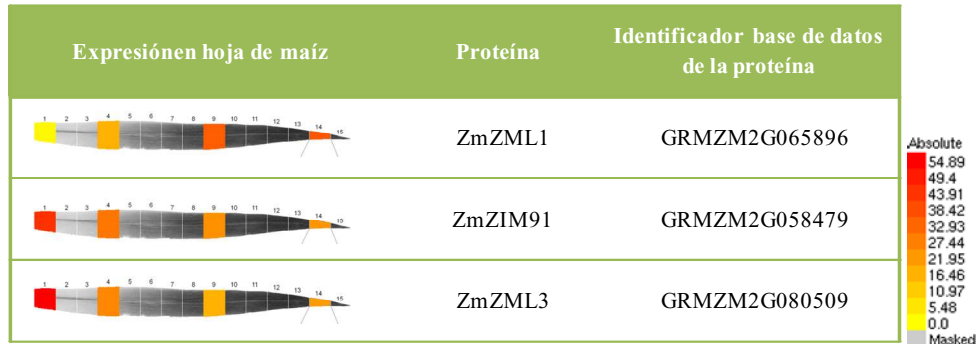 Expresiónen hoja de maíz
Proteína
Identificador base de datos
de la proteína
1 2 3 4 5 6 7 8 9 10 11 12 13 14 15
ZmZML1
GRMZM2G065896
1 2 3 4 5 6 7 8 9 10 11 12 13 14 15
ZmZIM91
GRMZM2G058479
1 2 3 4 5 6 7 8 9 10 11 12 13 14 15
ZmZML3
GRMZM2G080509
Absolute
54.89
49.4
43.91
38.42
32.93
27.44
21.95
16.46
10.97
5.48
0.0
Masked